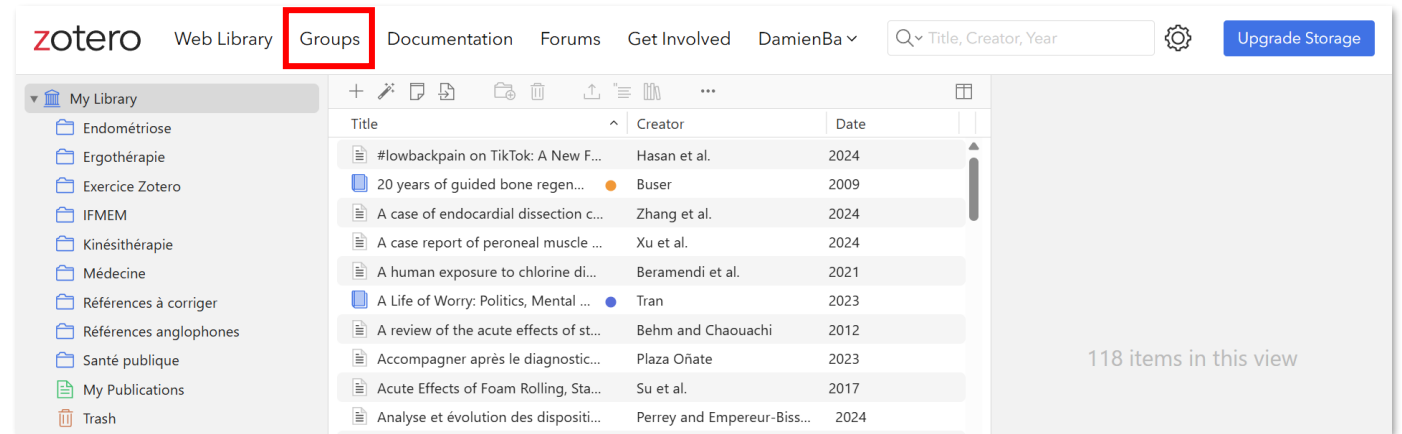 zotero Web Library Groups Documentation Forums Get Involved DamienBa Title, Creator, Year Upgrade Storage
My Library
Endométriose
Ergothérapie
Exercice Zotero
IFMEM
Kinésithérapie
Médecine
Références à corriger
Références anglophones
Santé publique
My Publications
Trash
Title Creator Date
#lowbackpain on TikTok: A New F... Hasan et al. 2024
20 years of guided bone regen... Buser 2009
A case of endocardial dissection c... Zhang et al. 2024
A case report of peroneal muscle ... Xu et al. 2024
A human exposure to chlorine di... Beramendi et al. 2021
A Life of Worry: Politics, Mental ... Tran 2023
A review of the acute effects of st... Behm and Chaouachi 2012
Accompagner après le diagnostic... Plaza Oñate 2023
Acute Effects of Foam Rolling, Sta... Su et al. 2017
Analyse et évolution des dispositi... Perrey and Empereur-Biss... 2024
118 items in this view